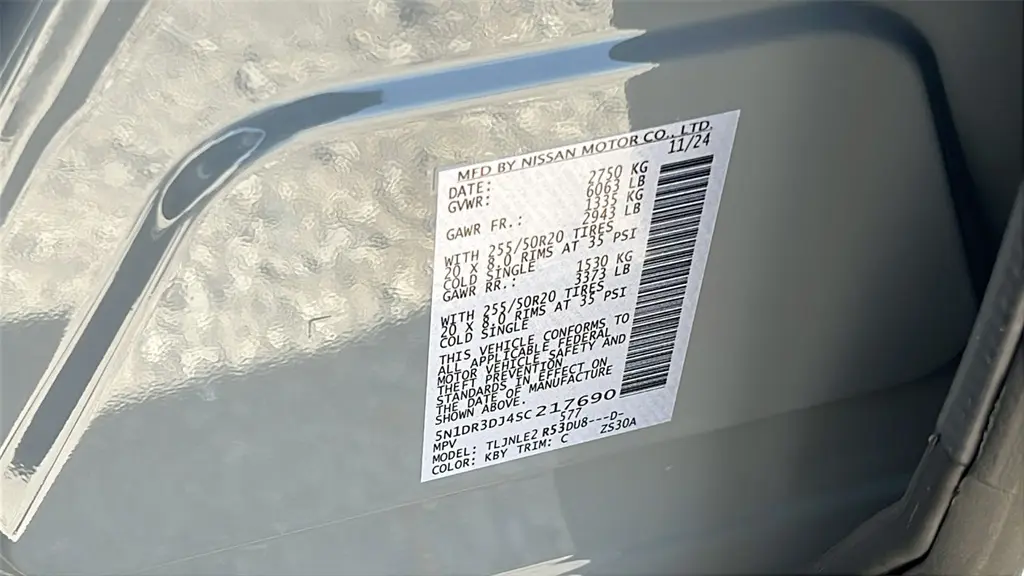 MFD BY NISSAN MOTOR CO., LTD.
DATE: 11/24
GVWR: 2750 KG
6063 LB
GAWR FR.: 1335 KG
2943 LB
WITH 255/50R20 TIRES
20 X 8.0 RIMS AT 35 PSI
COLD SINGLE
GAWR RR.: 1530 KG
3373 LB
WITH 255/50R20 TIRES
20 X 8.0 RIMS AT 35 PSI
COLD SINGLE
THIS VEHICLE CONFORMS TO
ALL APPLICABLE FEDERAL
MOTOR VEHICLE SAFETY AND
THEFT PREVENTION
STANDARDS IN EFFECT ON
THE DATE OF MANUFACTURE
SHOWN ABOVE.
5N1DR3DJ4SC217690
MPV 577
MODEL: TLJNLE2 R53DU8---D-
COLOR: KBY TRIM: C ZS30A